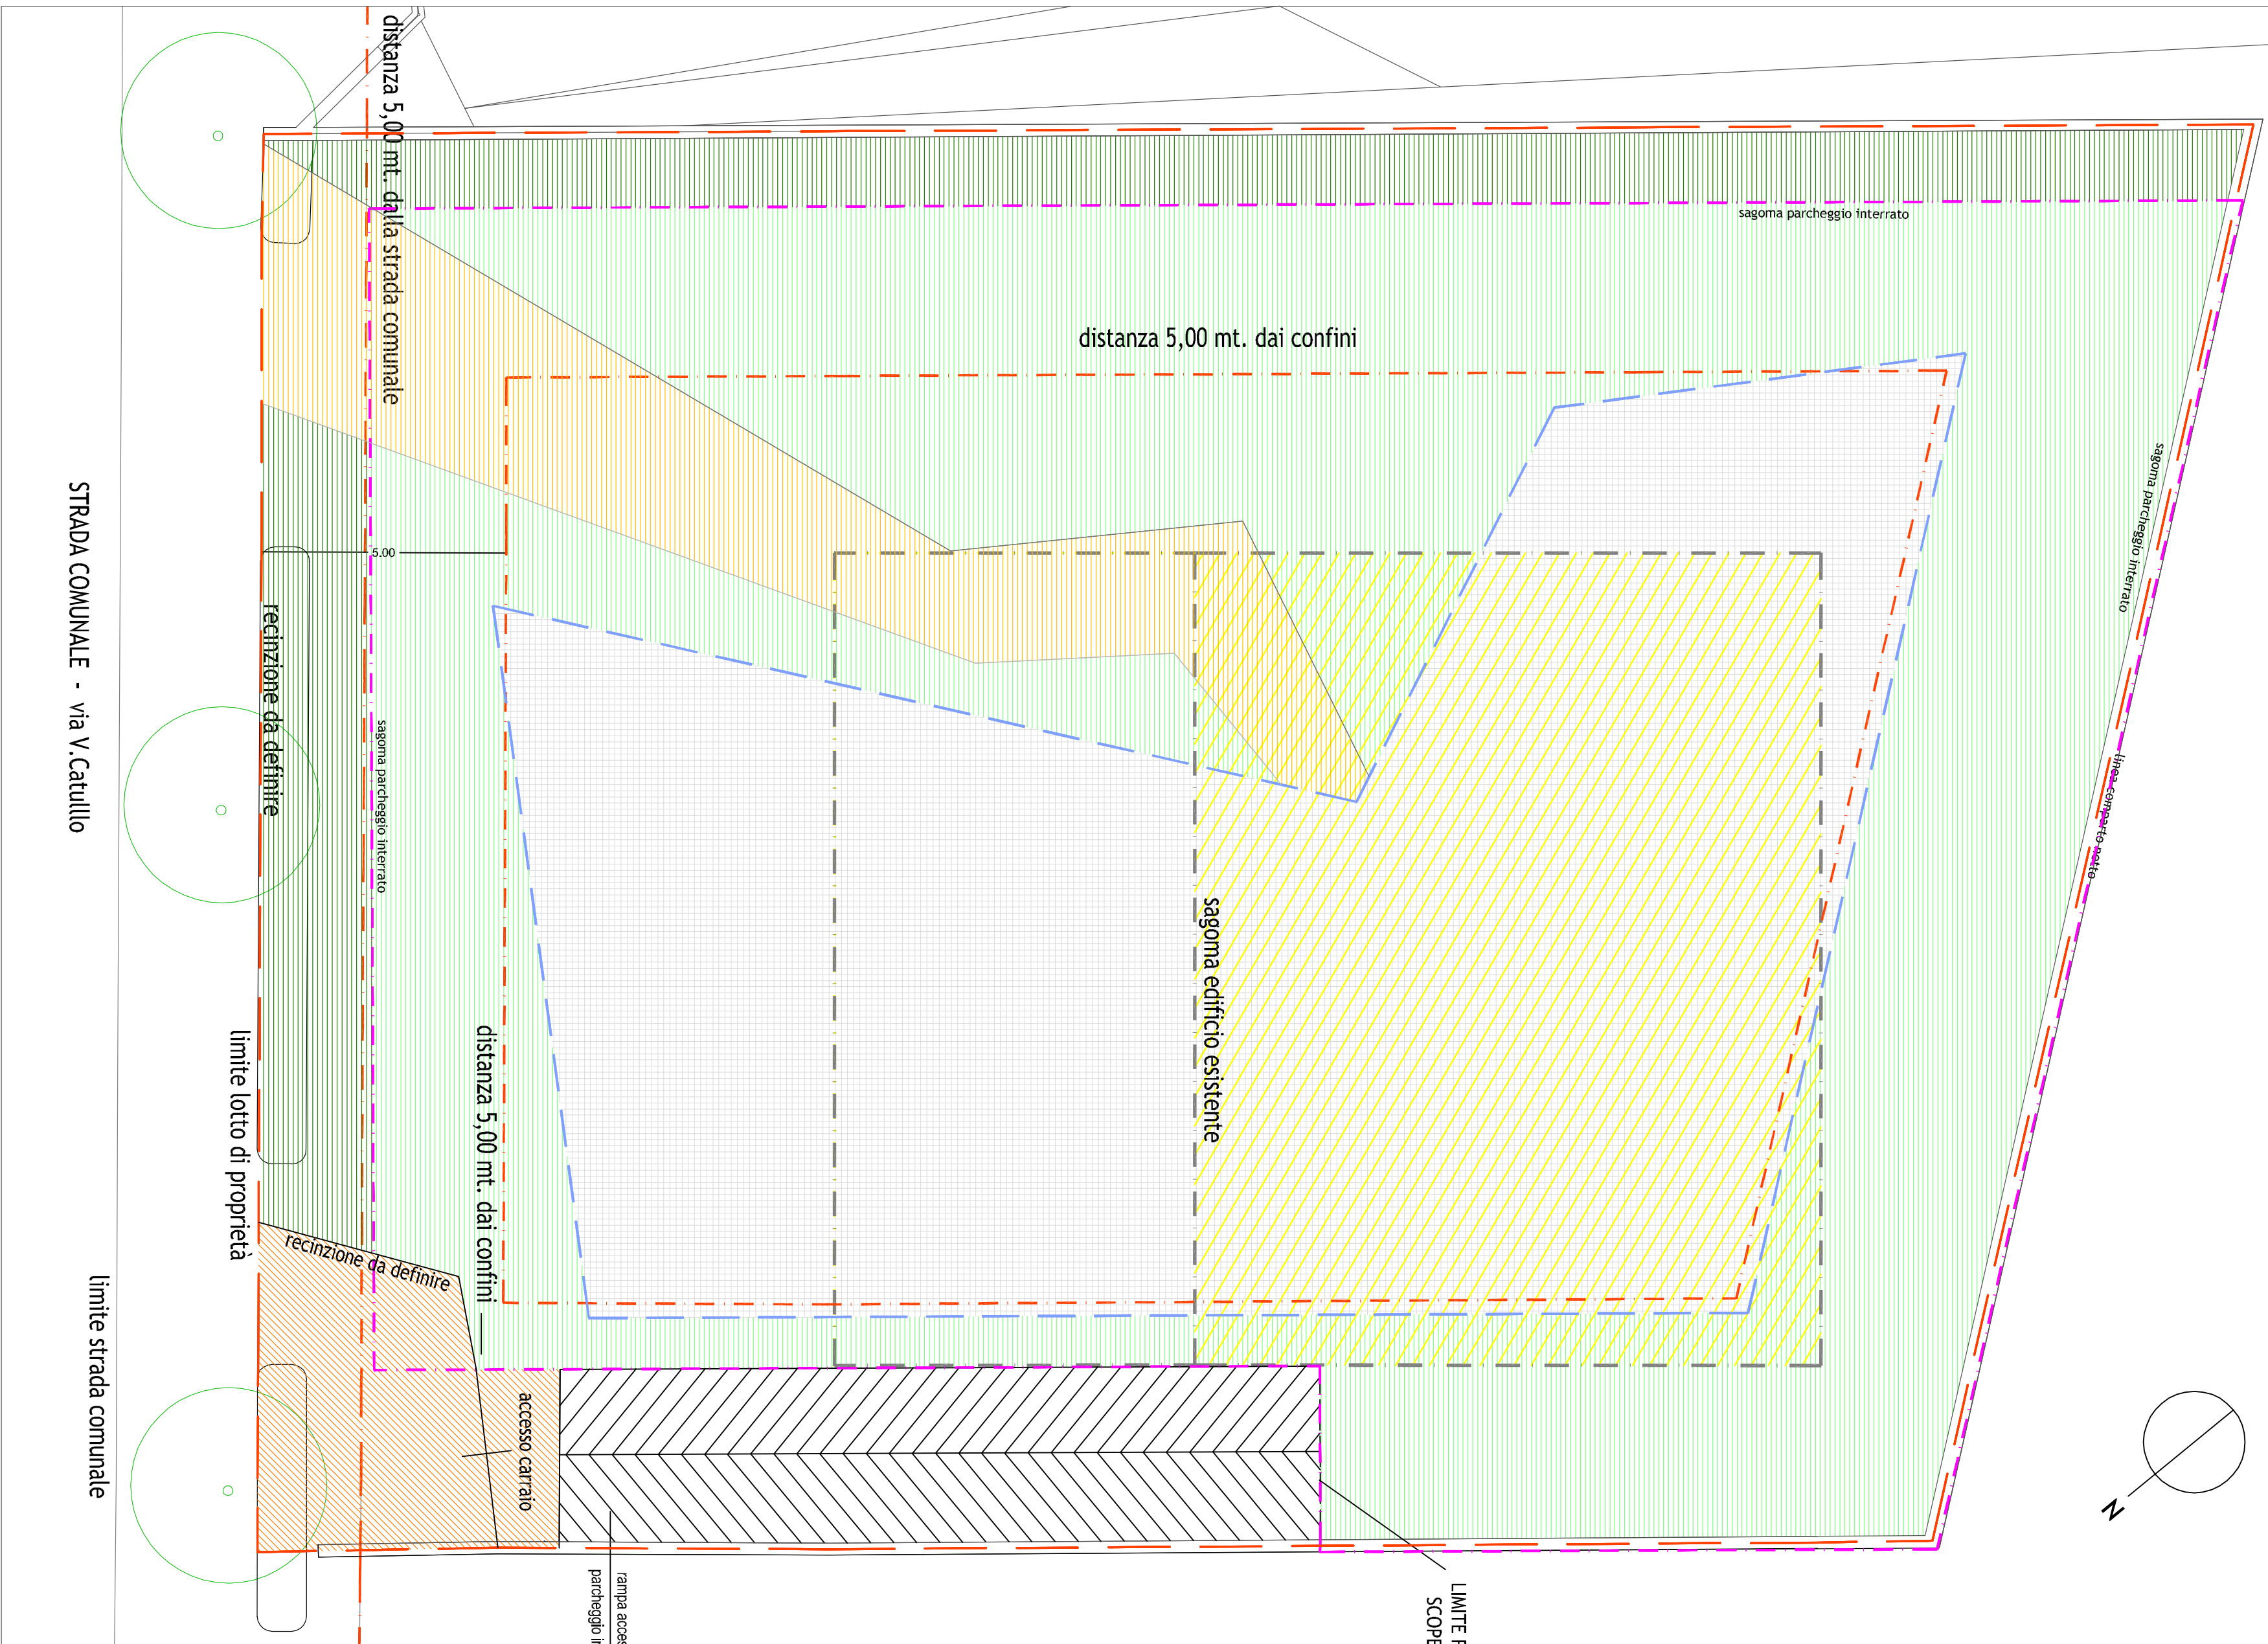 distanza 5,00 mt. dalla strada comunale
sagoma parcheggio interrato
distanza 5,00 mt. dai confini
sagoma parcheggio interrato
5.00
STRADA COMUNALE - via V.Catullo
recinzione da definire
sagoma parcheggio interrato
linea comparto netto
sagoma edificio esistente
distanza 5,00 mt. dai confini
limite lotto di proprietà
recinzione da definire
limite strada comunale
accesso carraio
N
rampa
parcheggio
LIMITE